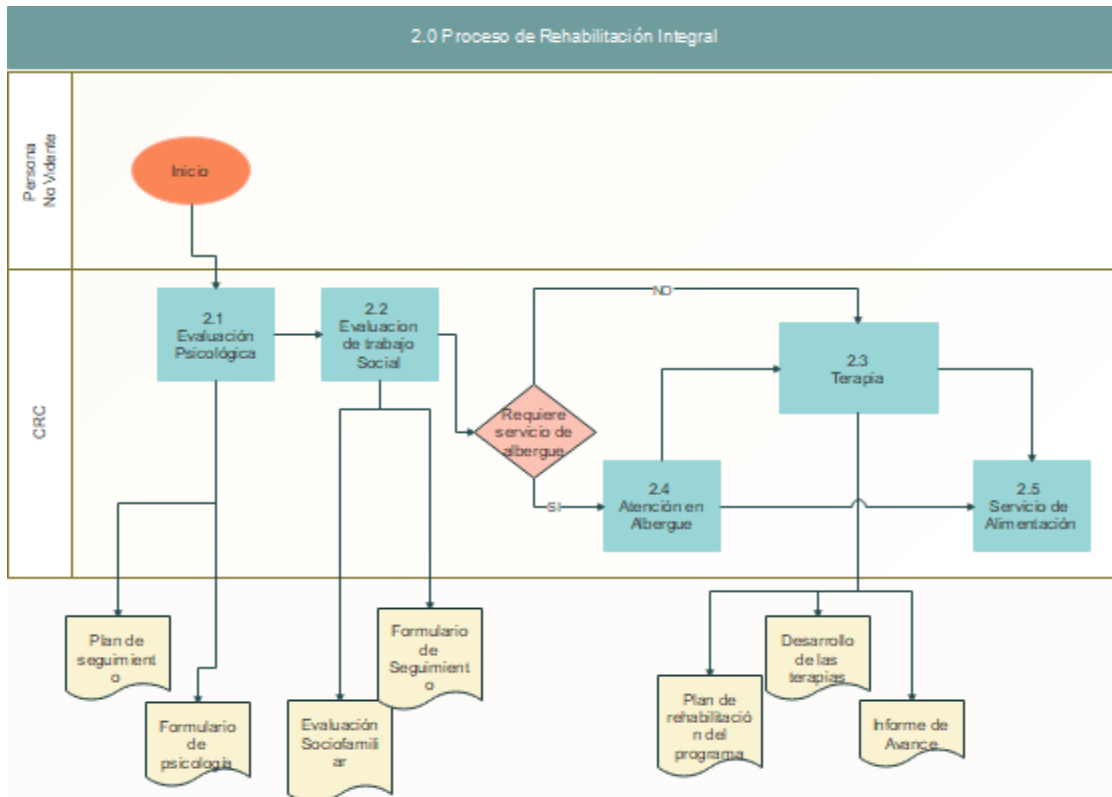 2.0 Proceso de Rehabilitación Integral
Persona
No Vidente
Inicio
CRC
2.1
Evaluación
Psicológica
2.2
Evaluacion
de trabajo
Social
NO
Requiere
servicio de
albergue
SI
2.3
Terapia
2.4
Atención en
Albergue
2.5
Servicio de
Alimentación
Plan de
seguimient
o
Formulario
de
psicología
Evaluación
Sociofamili
ar
Formulario
de
Seguimient
o
Plan de
rehabilitació
n del
programa
Desarrollo
de las
terapias
Informe de
Avance